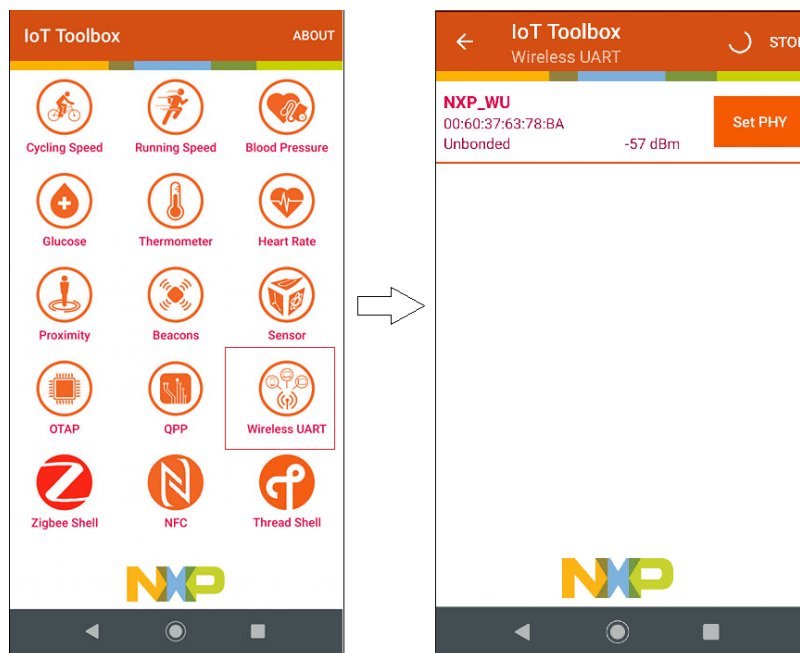 IoT Toolbox ABOUT
Cycling Speed Running Speed Blood Pressure
Glucose Thermometer Heart Rate
Proximity Beacons Sensor
OTAP QPP Wireless UART
Zigbee Shell NFC Thread Shell
NXP
IoT Toolbox
Wireless UART
STOP
NXP_WU
00:60:37:63:78:BA
Unbonded -57 dBm
Set PHY
NXP